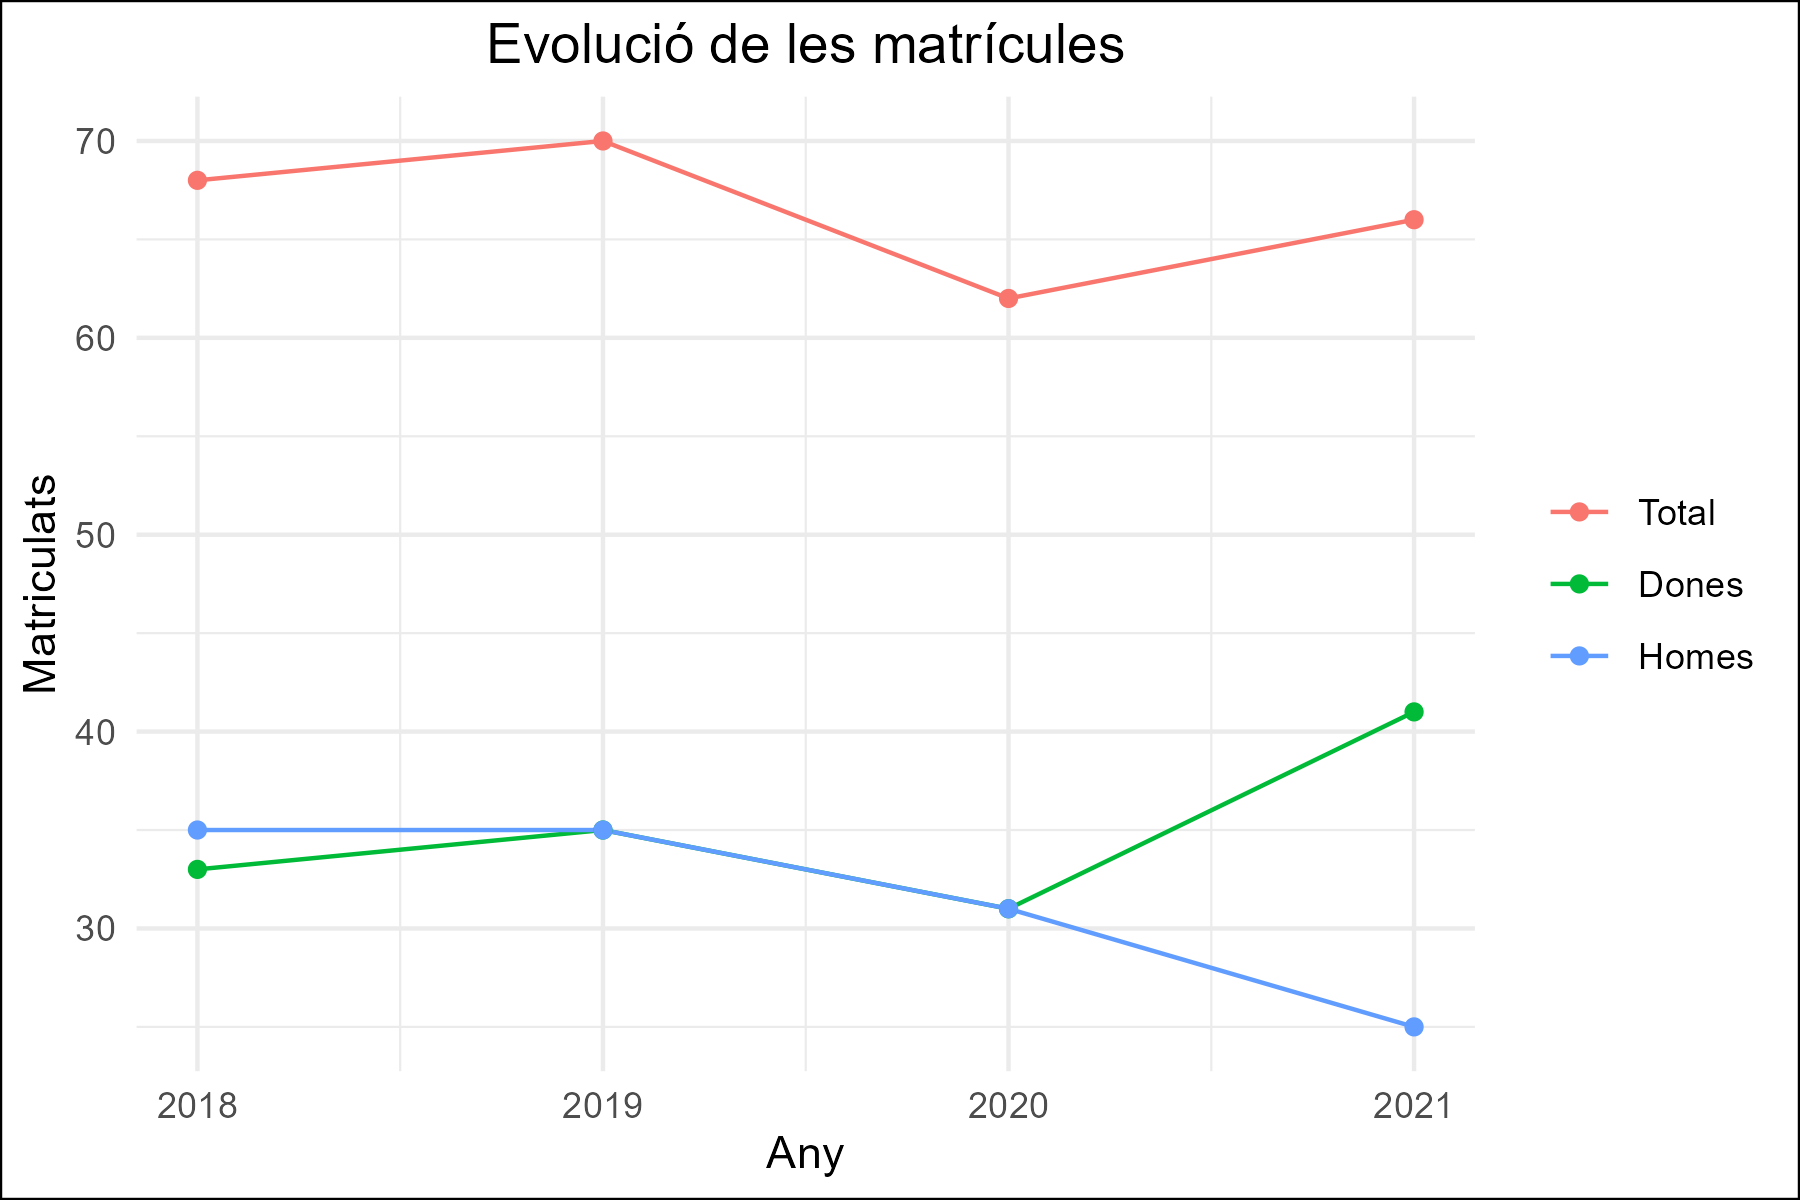 Evolució de les matrícules
Matriculats
70
60
50
40
30
2018 2019 2020 2021
Any
Total
Dones
Homes